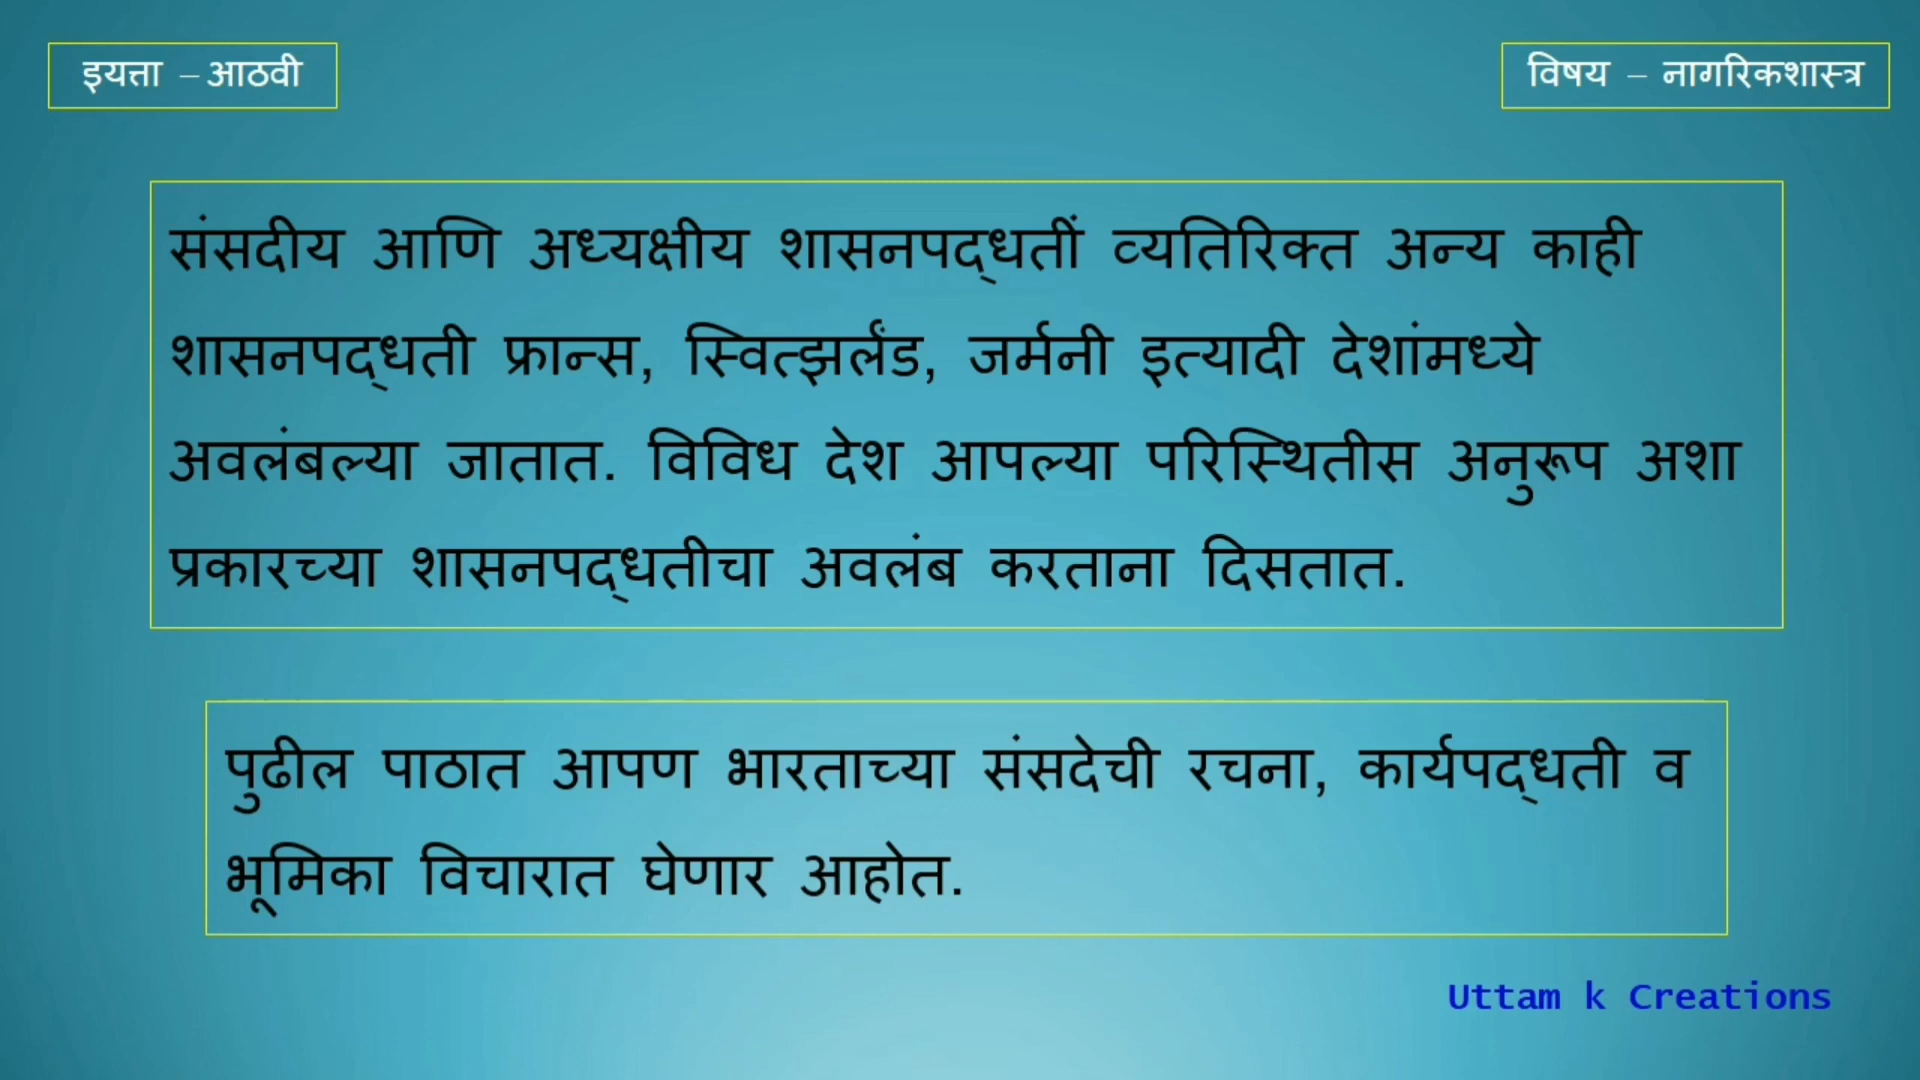 इयत्ता – आठवी
विषय – नागरिकशास्त्र
संसदीय आणि अध्यक्षीय शासनपद्धतीं व्यतिरिक्त अन्य काही
शासनपद्धती फ्रान्स, स्वित्झर्लंड, जर्मनी इत्यादी देशांमध्ये
अवलंबल्या जातात. विविध देश आपल्या परिस्थितीस अनुरूप अशा
प्रकारच्या शासनपद्धतीचा अवलंब करताना दिसतात.
पुढील पाठात आपण भारताच्या संसदेची रचना, कार्यपद्धती व
भूमिका विचारात घेणार आहोत.
Uttam k Creations